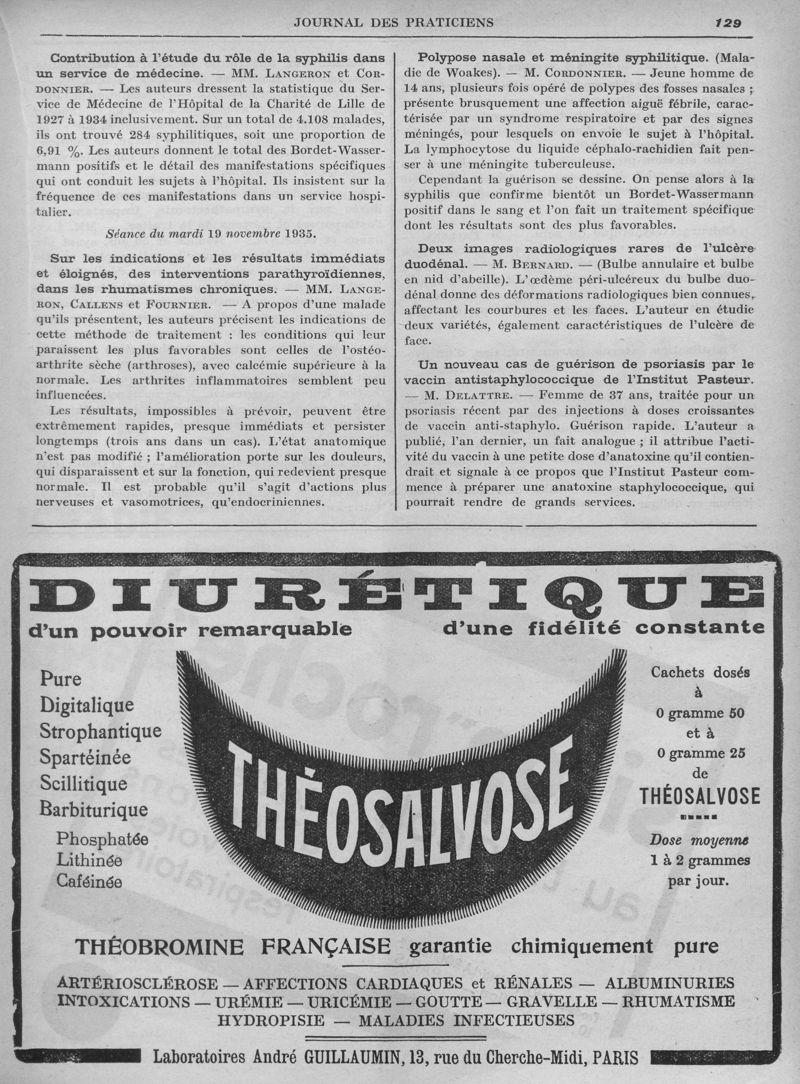 JOURNAL DES PRATICIENS 129
Contribution à l'étude du rôle de la syphilis dans
un service de médecine. — MM. LANGERON et COR-
DONNIER. — Les auteurs dressent la statistique du Ser-
vice de Médecine de l'Hôpital de la Charité de Lille de
1927 à 1934 inclusivement. Sur un total de 4.108 malades,
ils ont trouvé 284 syphilitiques, soit une proportion de
6,91 %. Les auteurs donnent le total des Bordet-Wasser-
mann positifs et le détail des manifestations spécifiques
qui ont conduit les sujets à l'hôpital. Ils insistent sur la
fréquence de ces manifestations dans un service hospi-
talier.
Séance du mardi 19 novembre 1935.
Sur les indications et les résultats immédiats
et éloignés, des interventions parathyroïdiennes,
dans les rhumatismes chroniques. — MM. LANGE-
RON, CALLENS et FOURNIER. — A propos d'une malade
qu'ils présentent, les auteurs précisent les indications de
cette méthode de traitement : les conditions qui leur
paraissent les plus favorables sont celles de l'ostéo-
arthrite sèche (arthroses), avec calcémie supérieure à la
normale. Les arthrites inflammatoires semblent peu
influencées.
Les résultats, impossibles à prévoir, peuvent être
extrêmement rapides, presque immédiats et persister
longtemps (trois ans dans un cas). L'état anatomique
n'est pas modifié ; l'amélioration porte sur les douleurs,
qui disparaissent et sur la fonction, qui redevient presque
normale. Il est probable qu'il s'agit d'actions plus
nerveuses et vasomotrices, qu'endocriniennes.
Polypose nasale et méningite syphilitique. (Mala-
die de Woakes). — M. CORDONNIER. — Jeune homme de
14 ans, plusieurs fois opéré de polypes des fosses nasales ;
présente brusquement une affection aiguë fébrile, carac-
térisée par un syndrome respiratoire et par des signes
méningés, pour lesquels on envoie le sujet à l'hôpital.
La lymphocytose du liquide céphalo-rachidien fait pen-
ser à une méningite tuberculeuse.
Cependant la guérison se dessine. On pense alors à la
syphilis que confirme bientôt un Bordet-Wassermann
positif dans le sang et l'on fait un traitement spécifique
dont les résultats sont des plus favorables.
Deux images radiologiques rares de l'ulcère
duodénal. — M. BERNARD. — (Bulbe annulaire et bulbe
en nid d'abeille). L'œdème péri-ulcéreux du bulbe duo-
dénal donne des déformations radiologiques bien connues,
affectant les courbures et les faces. L'auteur en étudie
deux variétés, également caractéristiques de l'ulcère de
face.
Un nouveau cas de guérison de psoriasis par le
vaccin antistaphylococcique de l'Institut Pasteur.
— M. DELATTRE. — Femme de 37 ans, traitée pour un
psoriasis récent par des injections à doses croissantes
de vaccin anti-staphylo. Guérison rapide. L'auteur a
publié, l'an dernier, un fait analogue ; il attribue l'acti-
vité du vaccin à une petite dose d'anatoxine qu'il contien-
drait et signale à ce propos que l'Institut Pasteur com-
mence à préparer une anatoxine staphylococcique, qui
pourrait rendre de grands services.
DIURÉTIQUE
d'un pouvoir remarquable d'une fidélité constante
Pure
Digitalique
Strophantique
Spartéinée
Scillitique
Barbiturique
Phosphatée
Lithinée
Caféinée
THÉOSALVOSE
Cachets dosés
à
0 gramme 50
et à
0 gramme 25
de
THÉOSALVOSE
Dose moyenne
1 à 2 grammes
par jour.
THÉOBROMINE FRANÇAISE garantie chimiquement pure
ARTÉRIOSCLÉROSE — AFFECTIONS CARDIAQUES et RÉNALES — ALBUMINURIES
INTOXICATIONS — URÉMIE — URICÉMIE — GOUTTE — GRAVELLE — RHUMATISME
HYDROPISIE — MALADIES INFECTIEUSES
Laboratoires André GUILLAUMIN, 13, rue du Cherche-Midi, PARIS